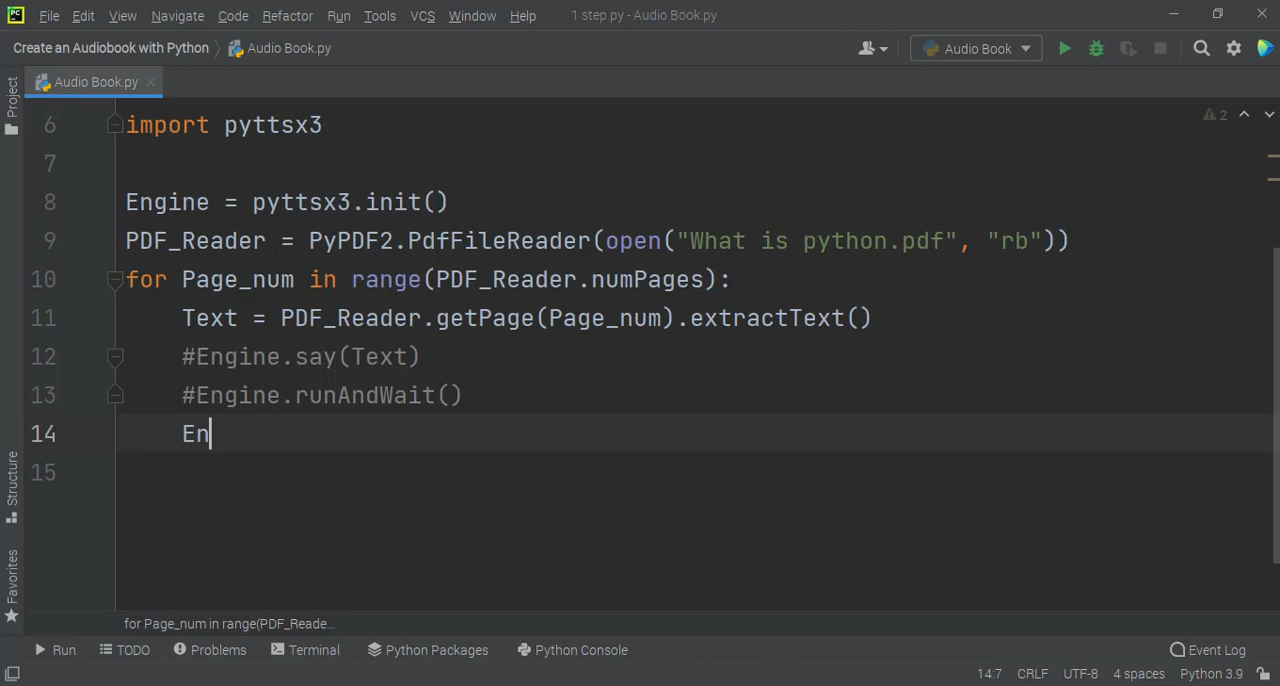 PC File Edit View Navigate Code Refactor Run Tools VCS Window Help 1 step.py - Audio Book.py
Create an Audiobook with Python Audio Book.py Audio Book
Audio Book.py
Project
6 import pyttsx3
2
7
8 Engine = pyttsx3.init()
9 PDF_Reader = PyPDF2.PdfFileReader(open("What is python.pdf", "rb"))
10 for Page_num in range(PDF_Reader.numPages):
11 Text = PDF_Reader.getPage(Page_num).extractText()
12 #Engine.say(Text)
13 #Engine.runAndWait()
14 En
15
Structure
Favorites
for Page_num in range(PDF_Reade...
Run TODO Problems Terminal Python Packages Python Console Event Log
14:7 CRLF UTF-8 4 spaces Python 3.9